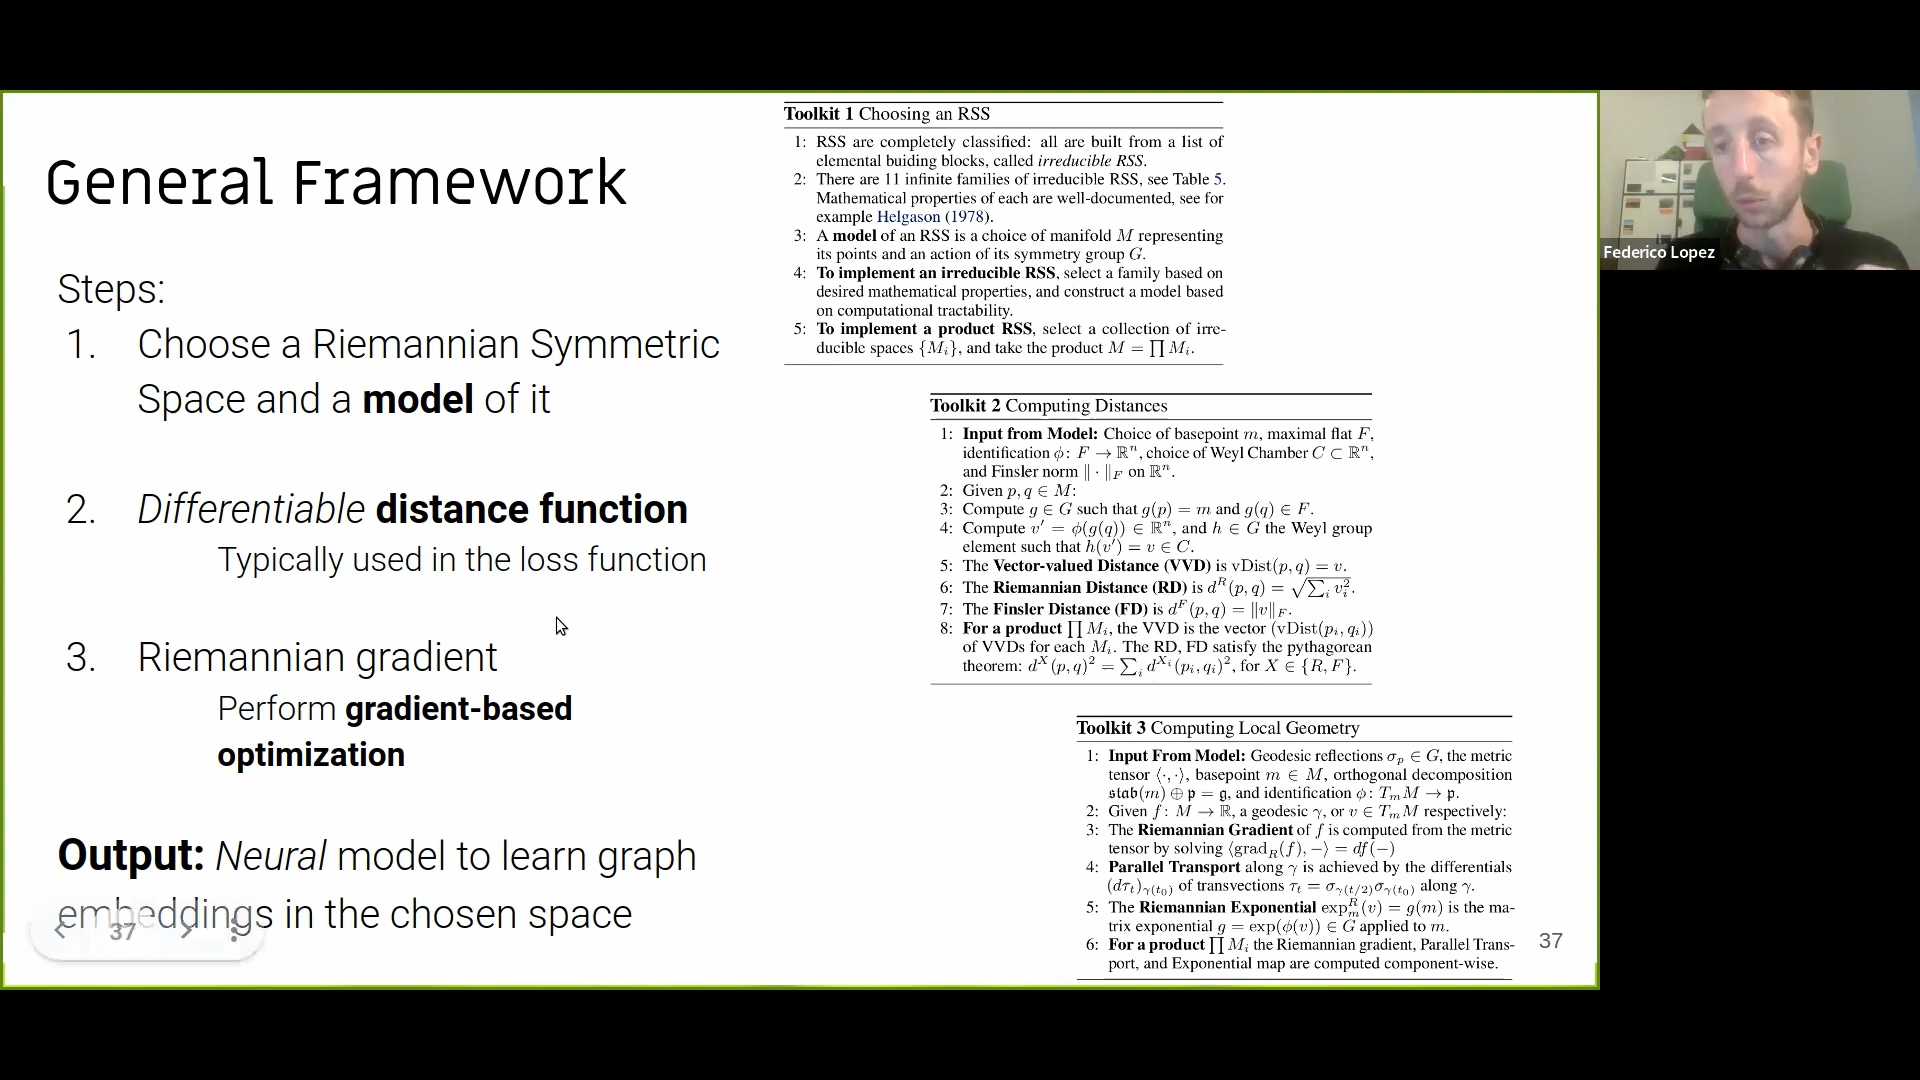 General Framework
Steps:
1. Choose a Riemannian Symmetric
Space and a model of it
2. Differentiable distance function
Typically used in the loss function
3. Riemannian gradient
Perform gradient-based
optimization
Output: Neural model to learn graph
embeddings in the chosen space
37
Toolkit 1 Choosing an RSS
1: RSS are completely classified: all are built from a list of
elemental buiding blocks, called irreducible RSS.
2: There are 11 infinite families of irreducible RSS, see Table 5.
Mathematical properties of each are well-documented, see for
example Helgason (1978).
3: A model of an RSS is a choice of manifold M representing
its points and an action of its symmetry group G.
4: To implement an irreducible RSS, select a family based on
desired mathematical properties, and construct a model based
on computational tractability.
5: To implement a product RSS, select a collection of irre-
ducible spaces {M_i}, and take the product M = ∏ M_i.
Toolkit 2 Computing Distances
1: Input from Model: Choice of basepoint m, maximal flat F,
identification ϕ: F → ℝⁿ, choice of Weyl Chamber C ⊂ ℝⁿ,
and Finsler norm ‖ · ‖_F on ℝⁿ.
2: Given p, q ∈ M:
3: Compute g ∈ G such that g(p) = m and g(q) ∈ F.
4: Compute v′ = ϕ(g(q)) ∈ ℝⁿ, and h ∈ G the Weyl group
element such that h(v′) = v ∈ C.
5: The Vector-valued Distance (VVD) is vDist(p, q) = v.
6: The Riemannian Distance (RD) is d^R(p, q) = √(∑_i v_i²).
7: The Finsler Distance (FD) is d^F(p, q) = ‖v‖_F.
8: For a product ∏ M_i, the VVD is the vector (vDist(p_i, q_i))
of VVDs for each M_i. The RD, FD satisfy the pythagorean
theorem: d^X(p, q)² = ∑_i d^{X_i}(p_i, q_i)², for X ∈ {R, F}.
Toolkit 3 Computing Local Geometry
1: Input From Model: Geodesic reflections σ_p ∈ G, the metric
tensor ⟨·, ·⟩, basepoint m ∈ M, orthogonal decomposition
𝔰𝔱𝔞𝔟(m) ⊕ 𝔭 = 𝔤, and identification ϕ: T_m M → 𝔭.
2: Given f: M → ℝ, a geodesic γ, or v ∈ T_m M respectively:
3: The Riemannian Gradient of f is computed from the metric
tensor by solving ⟨grad_R(f), −⟩ = df(−)
4: Parallel Transport along γ is achieved by the differentials
(dτ_t)_{γ(t_0)} of transvections τ_t = σ_{γ(t/2)}σ_{γ(t_0)} along γ.
5: The Riemannian Exponential exp_m^R(v) = g(m) is the ma-
trix exponential g = exp(ϕ(v)) ∈ G applied to m.
6: For a product ∏ M_i the Riemannian gradient, Parallel Trans-
port, and Exponential map are computed component-wise.
37
Federico Lopez